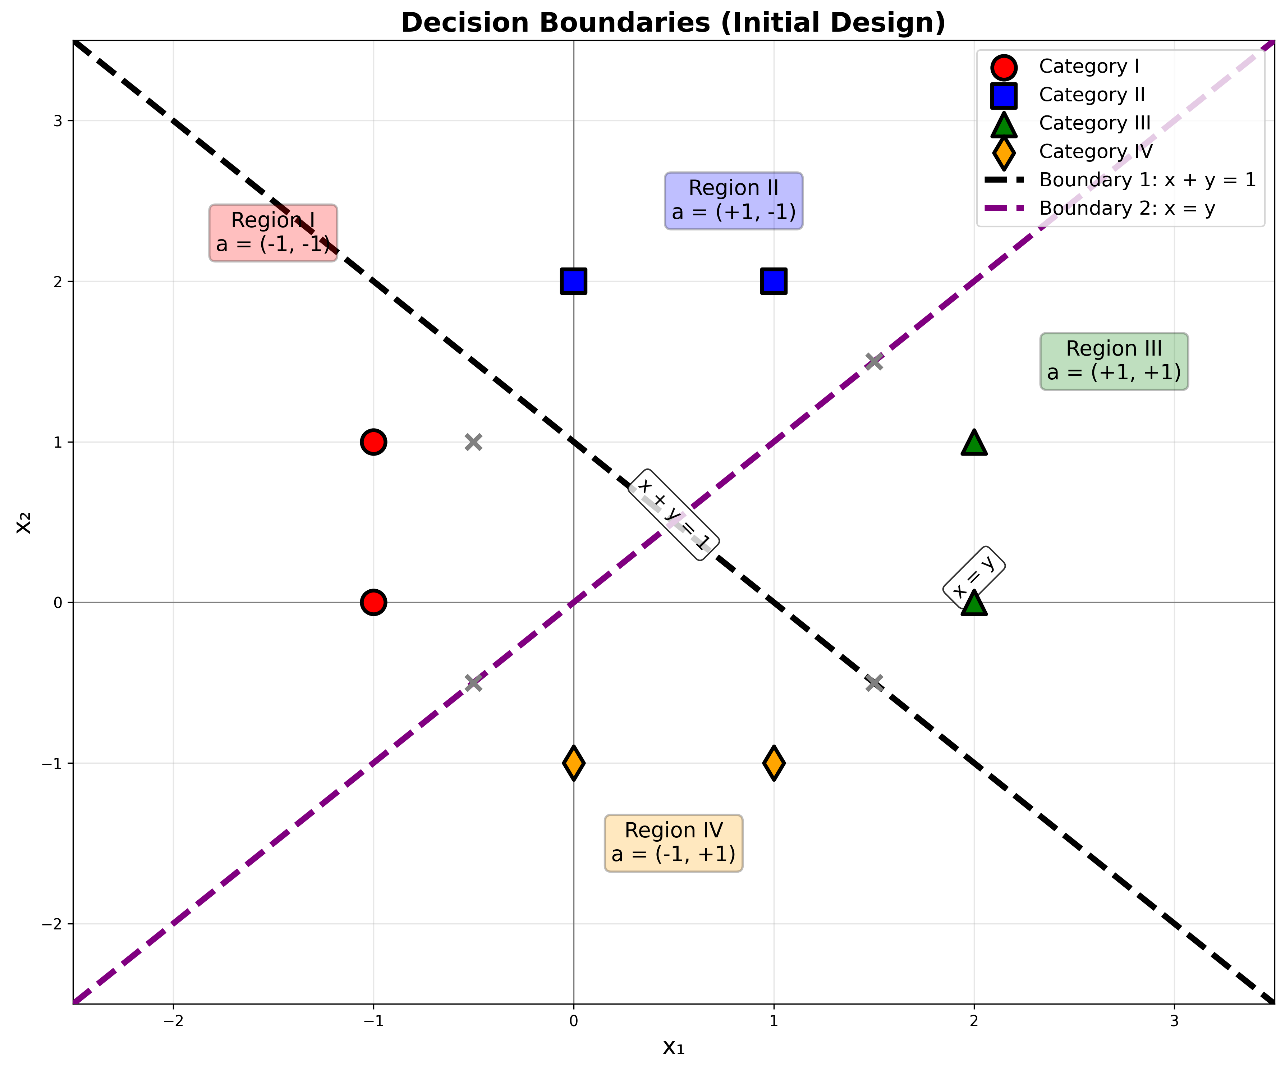 Decision Boundaries (Initial Design)
Category I
Category II
Category III
Category IV
Boundary 1: x + y = 1
Boundary 2: x = y
Region I
a = (-1, -1)
Region II
a = (+1, -1)
Region III
a = (+1, +1)
x + y = 1
x = y
Region IV
a = (-1, +1)
3
2
1
0
−1
−2
x₂
−2
−1
0
1
2
3
x₁